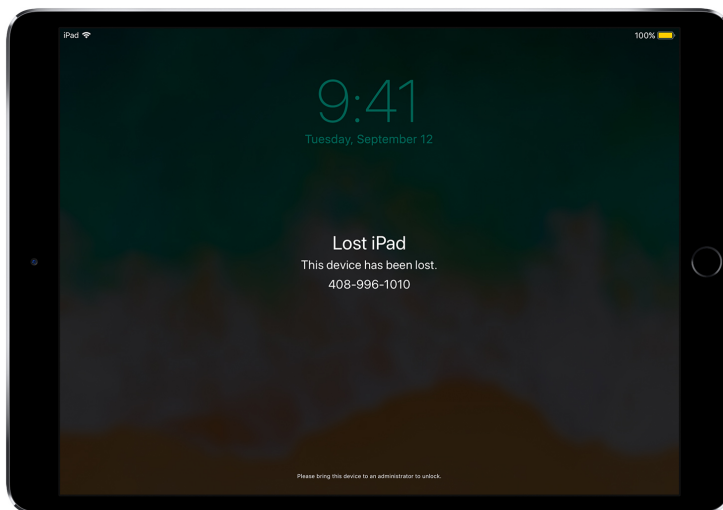 iPad
100%
9:41
Tuesday, September 12
Lost iPad
This device has been lost.
408-996-1010
Please bring this device to an administrator to unlock.